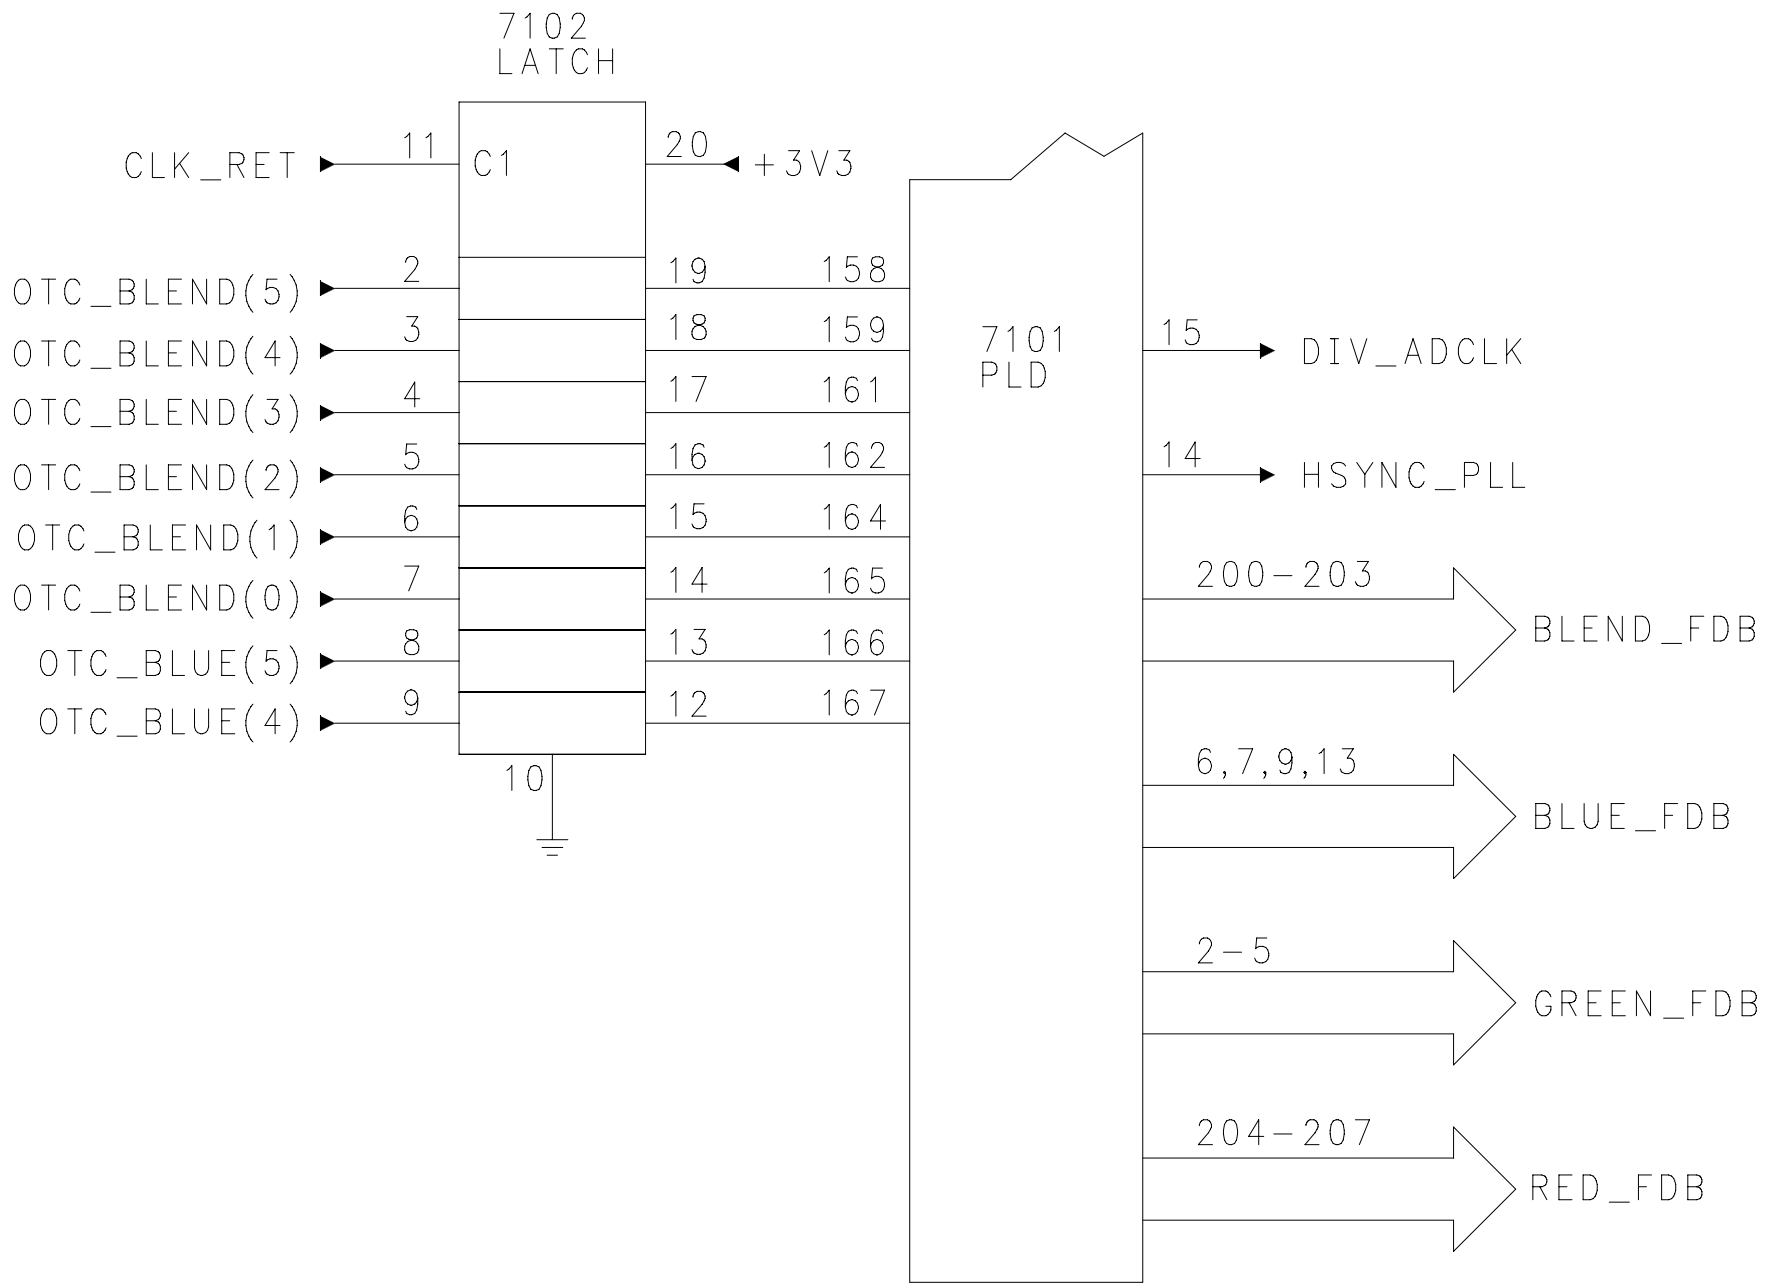 7102
LATCH
CLK_RET 11 C1 20 +3V3
OTC_BLEND(5) 2 19 158
OTC_BLEND(4) 3 18 159
7101
PLD
15 DIV_ADCLK
OTC_BLEND(3) 4 17 161
OTC_BLEND(2) 5 16 162
14 HSYNC_PLL
OTC_BLEND(1) 6 15 164
OTC_BLEND(0) 7 14 165
200-203 BLEND_FDB
OTC_BLUE(5) 8 13 166
OTC_BLUE(4) 9 12 167
10
6,7,9,13 BLUE_FDB
2-5 GREEN_FDB
204-207 RED_FDB